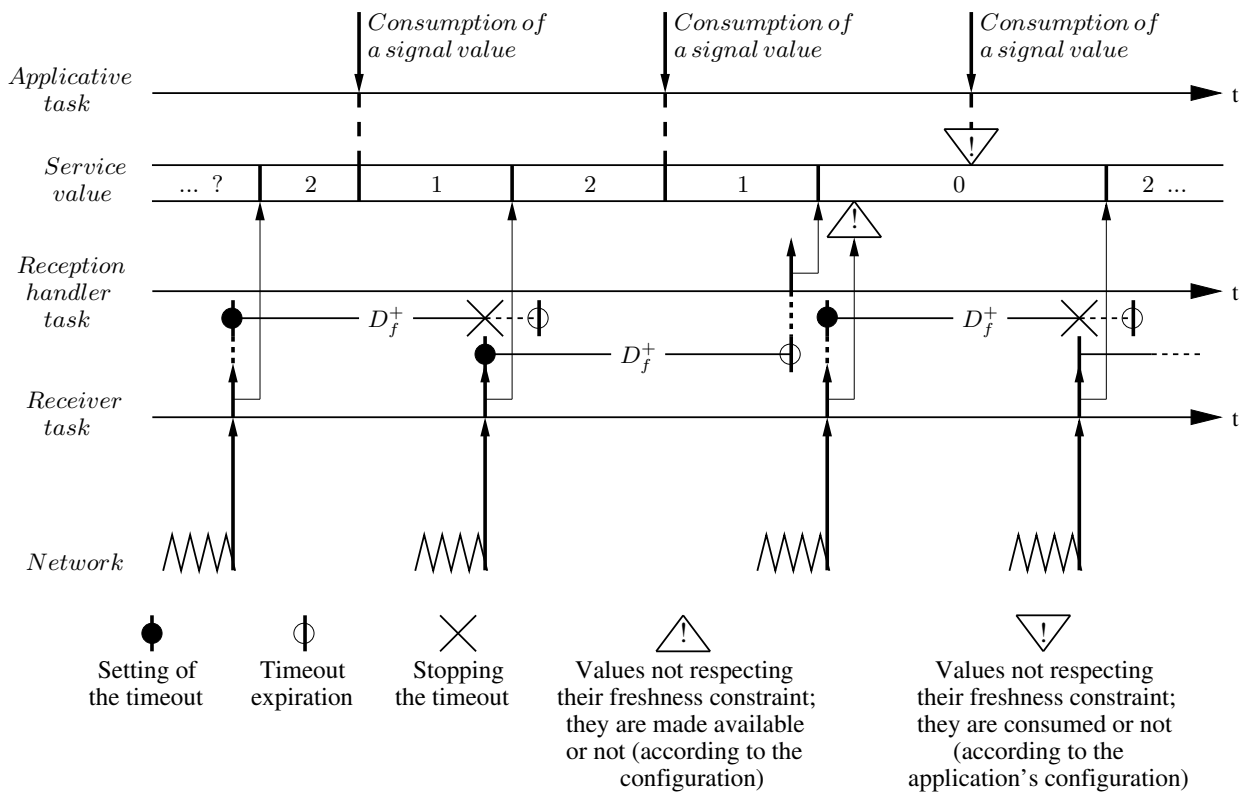 Consumption of
a signal value
Consumption of
a signal value
Consumption of
a signal value
Applicative
task
t
!
Service
value
... ?
2
1
2
1
0
2 ...
!
Reception
handler
task
t
D_f^+
D_f^+
D_f^+
Receiver
task
t
Network
Setting of
the timeout
Timeout
expiration
Stopping
the timeout
!
Values not respecting
their freshness constraint;
they are made available
or not (according to the
configuration)
!
Values not respecting
their freshness constraint;
they are consumed or not
(according to the
application's configuration)